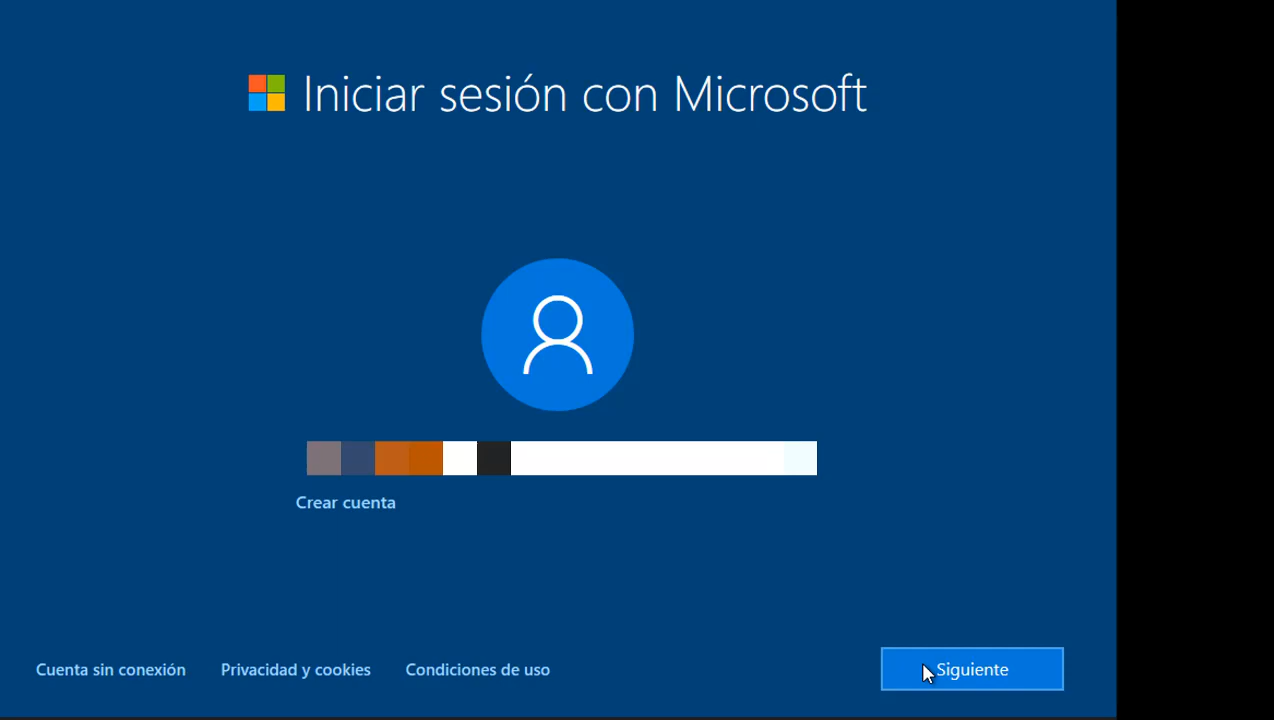 Iniciar sesión con Microsoft
Crear cuenta
Cuenta sin conexión
Privacidad y cookies
Condiciones de uso
Siguiente